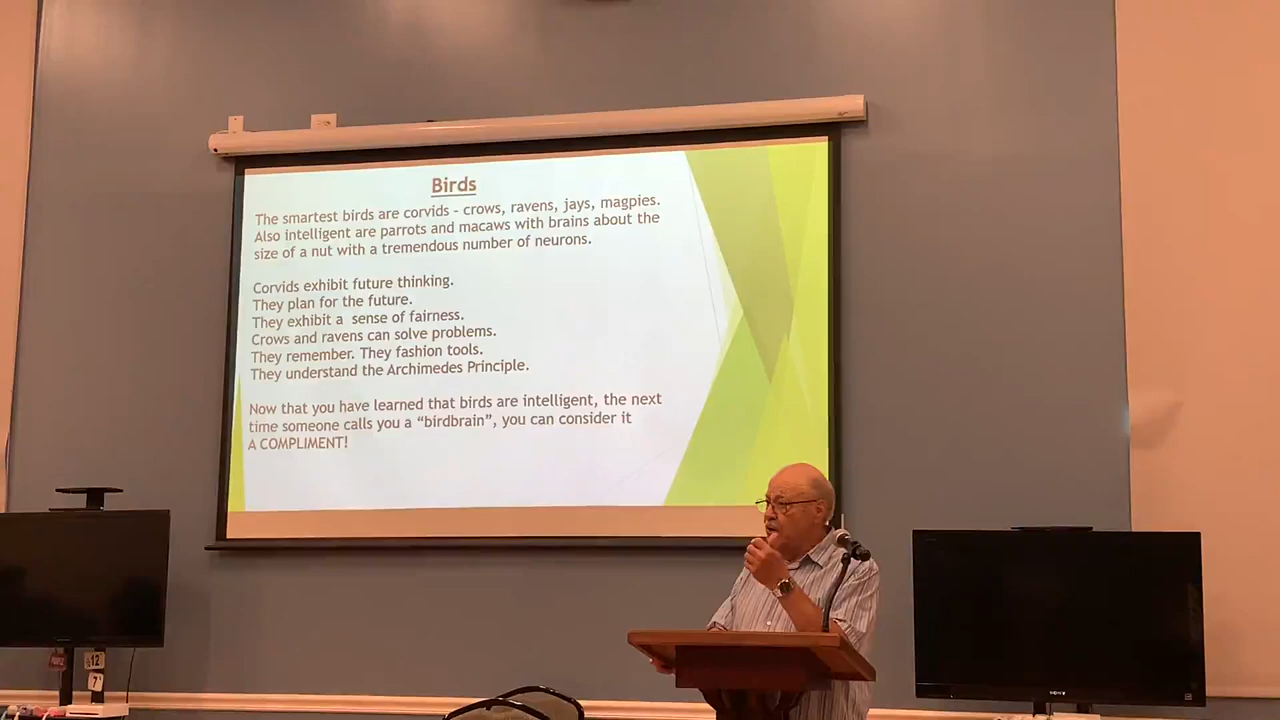 Birds
The smartest birds are corvids – crows, ravens, jays, magpies.
Also intelligent are parrots and macaws with brains about the
size of a nut with a tremendous number of neurons.
Corvids exhibit future thinking.
They plan for the future.
They exhibit a sense of fairness.
Crows and ravens can solve problems.
They remember. They fashion tools.
They understand the Archimedes Principle.
Now that you have learned that birds are intelligent, the next
time someone calls you a “birdbrain”, you can consider it
A COMPLIMENT!
12
7
SONY